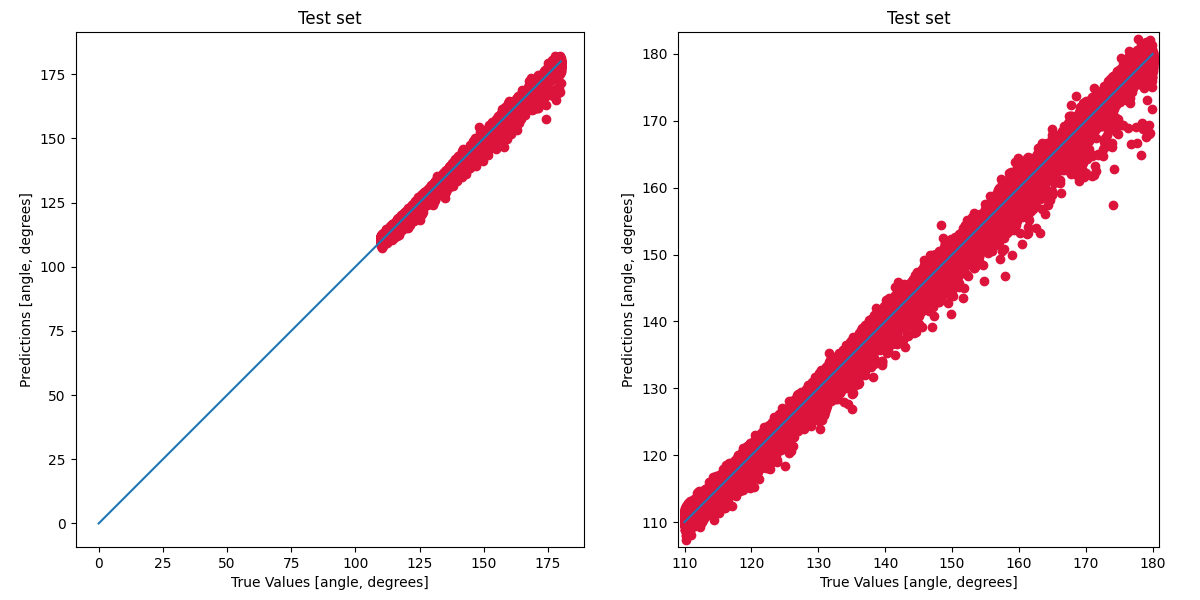 Test set
Predictions [angle, degrees]
175
150
125
100
75
50
25
0
0 25 50 75 100 125 150 175
True Values [angle, degrees]
Test set
Predictions [angle, degrees]
180
170
160
150
140
130
120
110
110 120 130 140 150 160 170 180
True Values [angle, degrees]